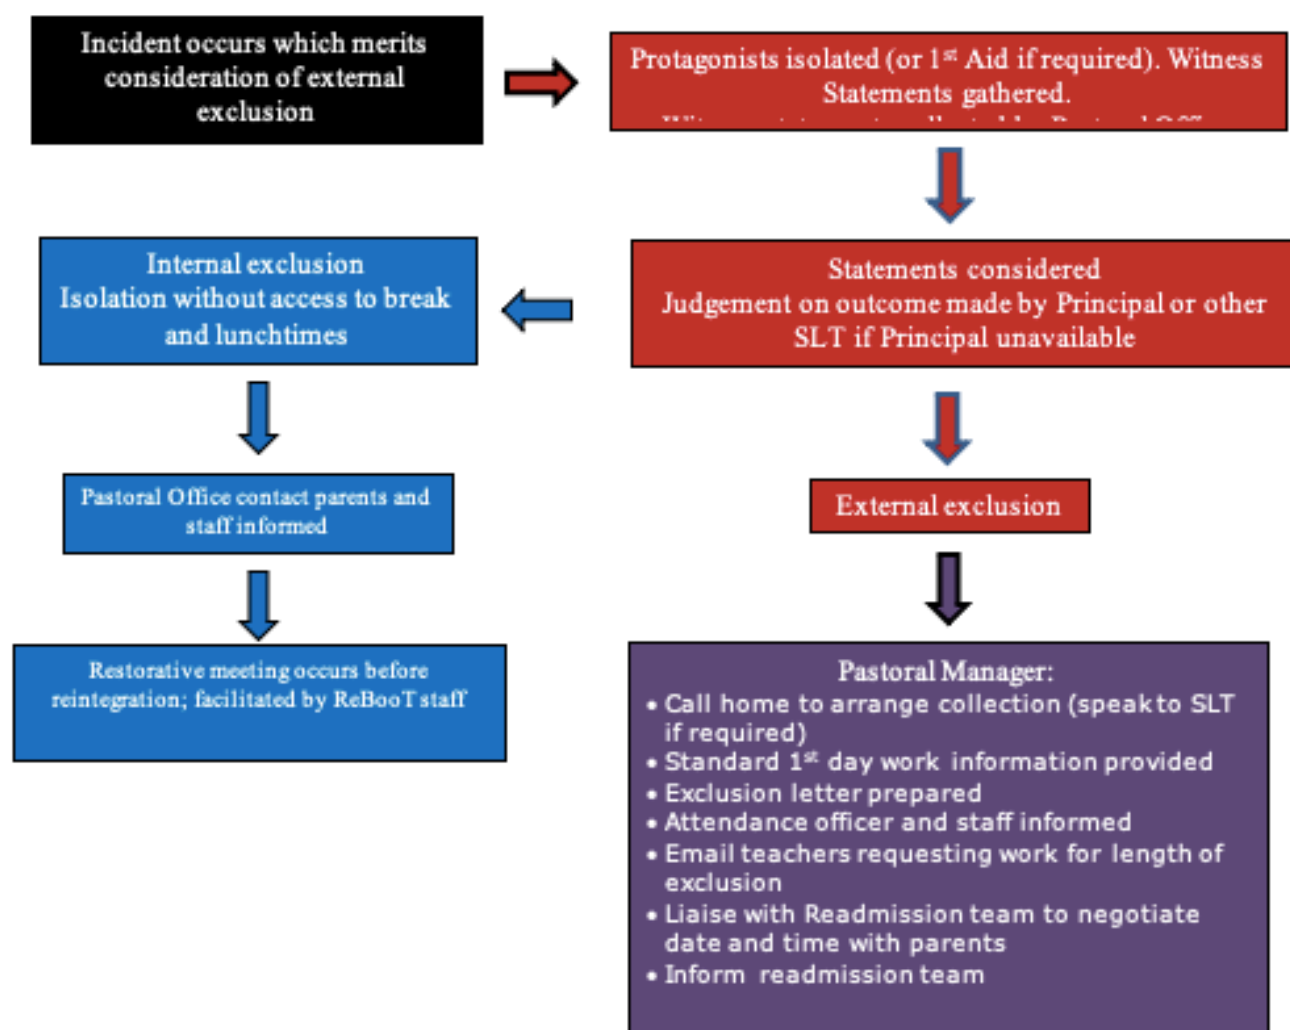 Incident occurs which merits
consideration of external
exclusion
Protagonists isolated (or 1st Aid if required). Witness
Statements gathered.
Statements considered
Judgement on outcome made by Principal or other
SLT if Principal unavailable
Internal exclusion
Isolation without access to break
and lunchtimes
Pastoral Office contact parents and
staff informed
External exclusion
Restorative meeting occurs before
reintegration; facilitated by ReBooT staff
Pastoral Manager:
• Call home to arrange collection (speak to SLT
if required)
• Standard 1st day work information provided
• Exclusion letter prepared
• Attendance officer and staff informed
• Email teachers requesting work for length of
exclusion
• Liaise with Readmission team to negotiate
date and time with parents
• Inform readmission team